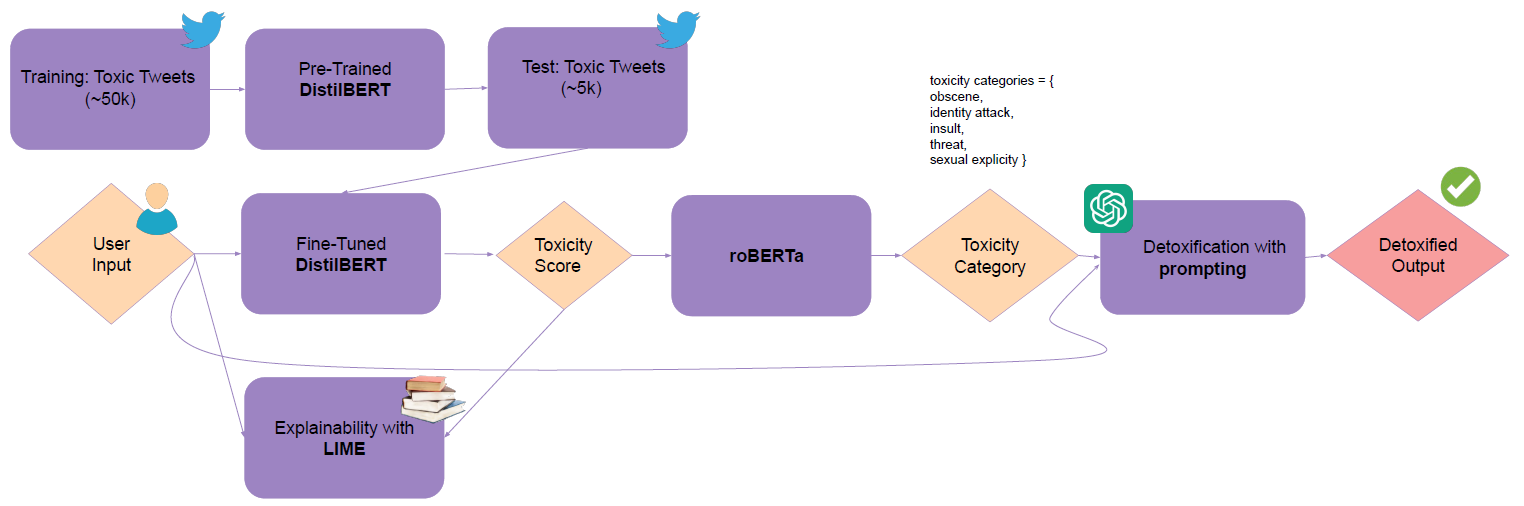 Training: Toxic Tweets
(~50k)
Pre-Trained
DistilBERT
Test: Toxic Tweets
(~5k)
toxicity categories = {
obscene,
identity attack,
insult,
threat,
sexual explicity }
User
Input
Fine-Tuned
DistilBERT
Toxicity
Score
roBERTa
Toxicity
Category
Detoxification with
prompting
Detoxified
Output
Explainability with
LIME